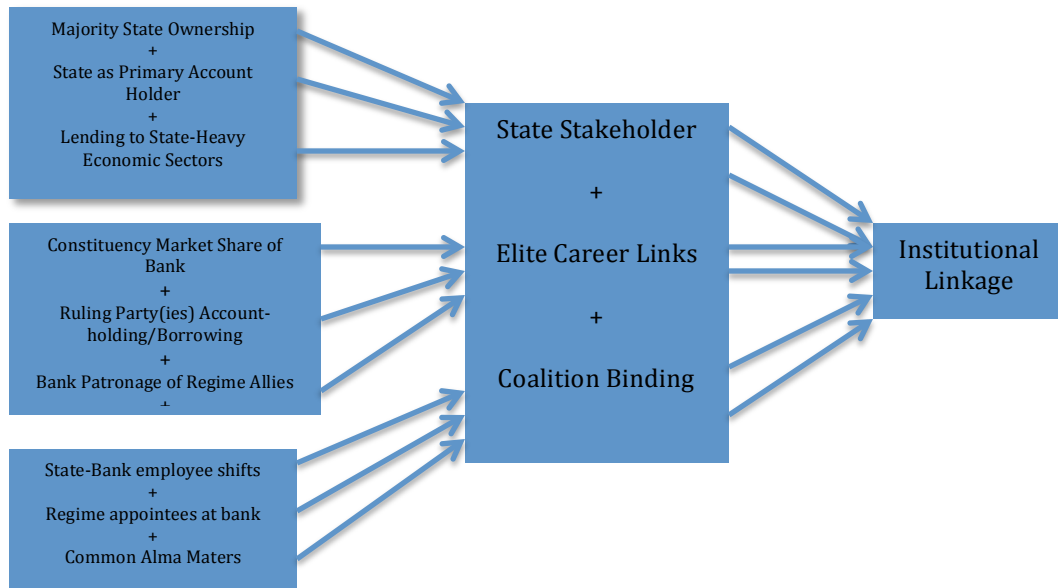 Majority State Ownership
+
State as Primary Account
Holder
+
Lending to State-Heavy
Economic Sectors
Constituency Market Share of
Bank
+
Ruling Party(ies) Account-
holding/Borrowing
+
Bank Patronage of Regime Allies
+
State-Bank employee shifts
+
Regime appointees at bank
+
Common Alma Maters
State Stakeholder
+
Elite Career Links
+
Coalition Binding
Institutional
Linkage